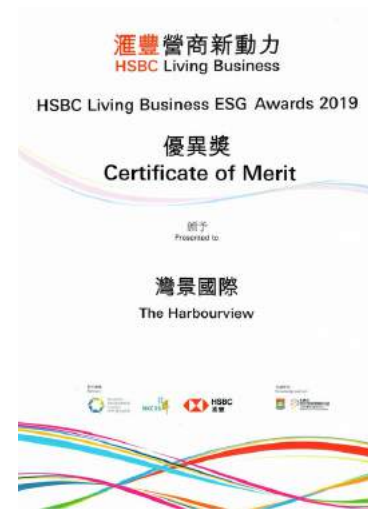 滙豐營商新動力
HSBC Living Business
HSBC Living Business ESG Awards 2019
優異獎
Certificate of Merit
頒予
Presented to
灣景國際
The Harbourview
HSBC
滙豐